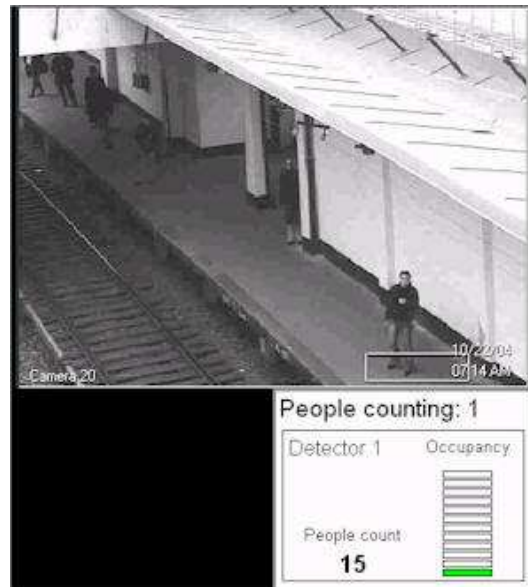 10/22/04
Camera 20
07:14 AM
People counting: 1
Detector 1
Occupancy
People count
15